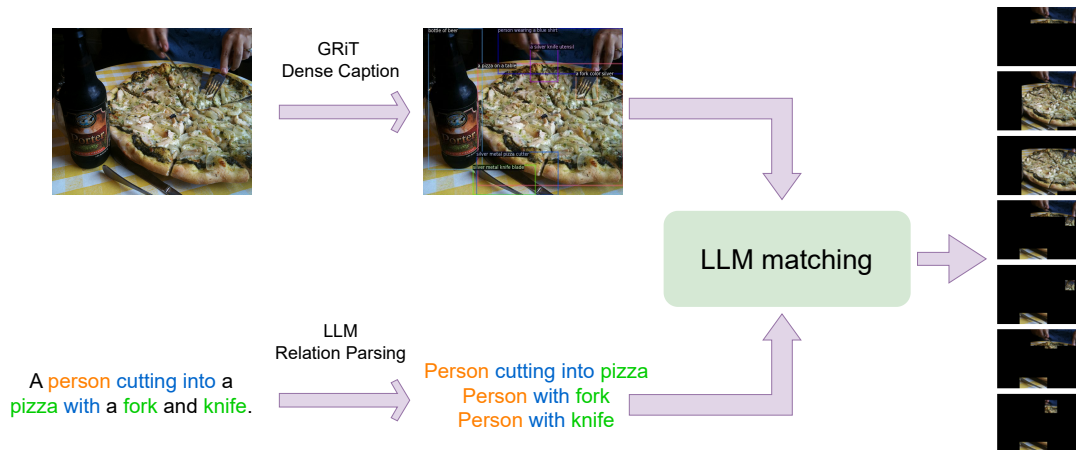 GRiT
Dense Caption
bottle of beer
person wearing a blue shirt
a silver knife utensil
a pizza on a table
a fork color silver
silver metal pizza cutter
silver metal knife blade
Porter
Porter
LLM matching
LLM
Relation Parsing
A person cutting into a
pizza with a fork and knife.
Person cutting into pizza
Person with fork
Person with knife